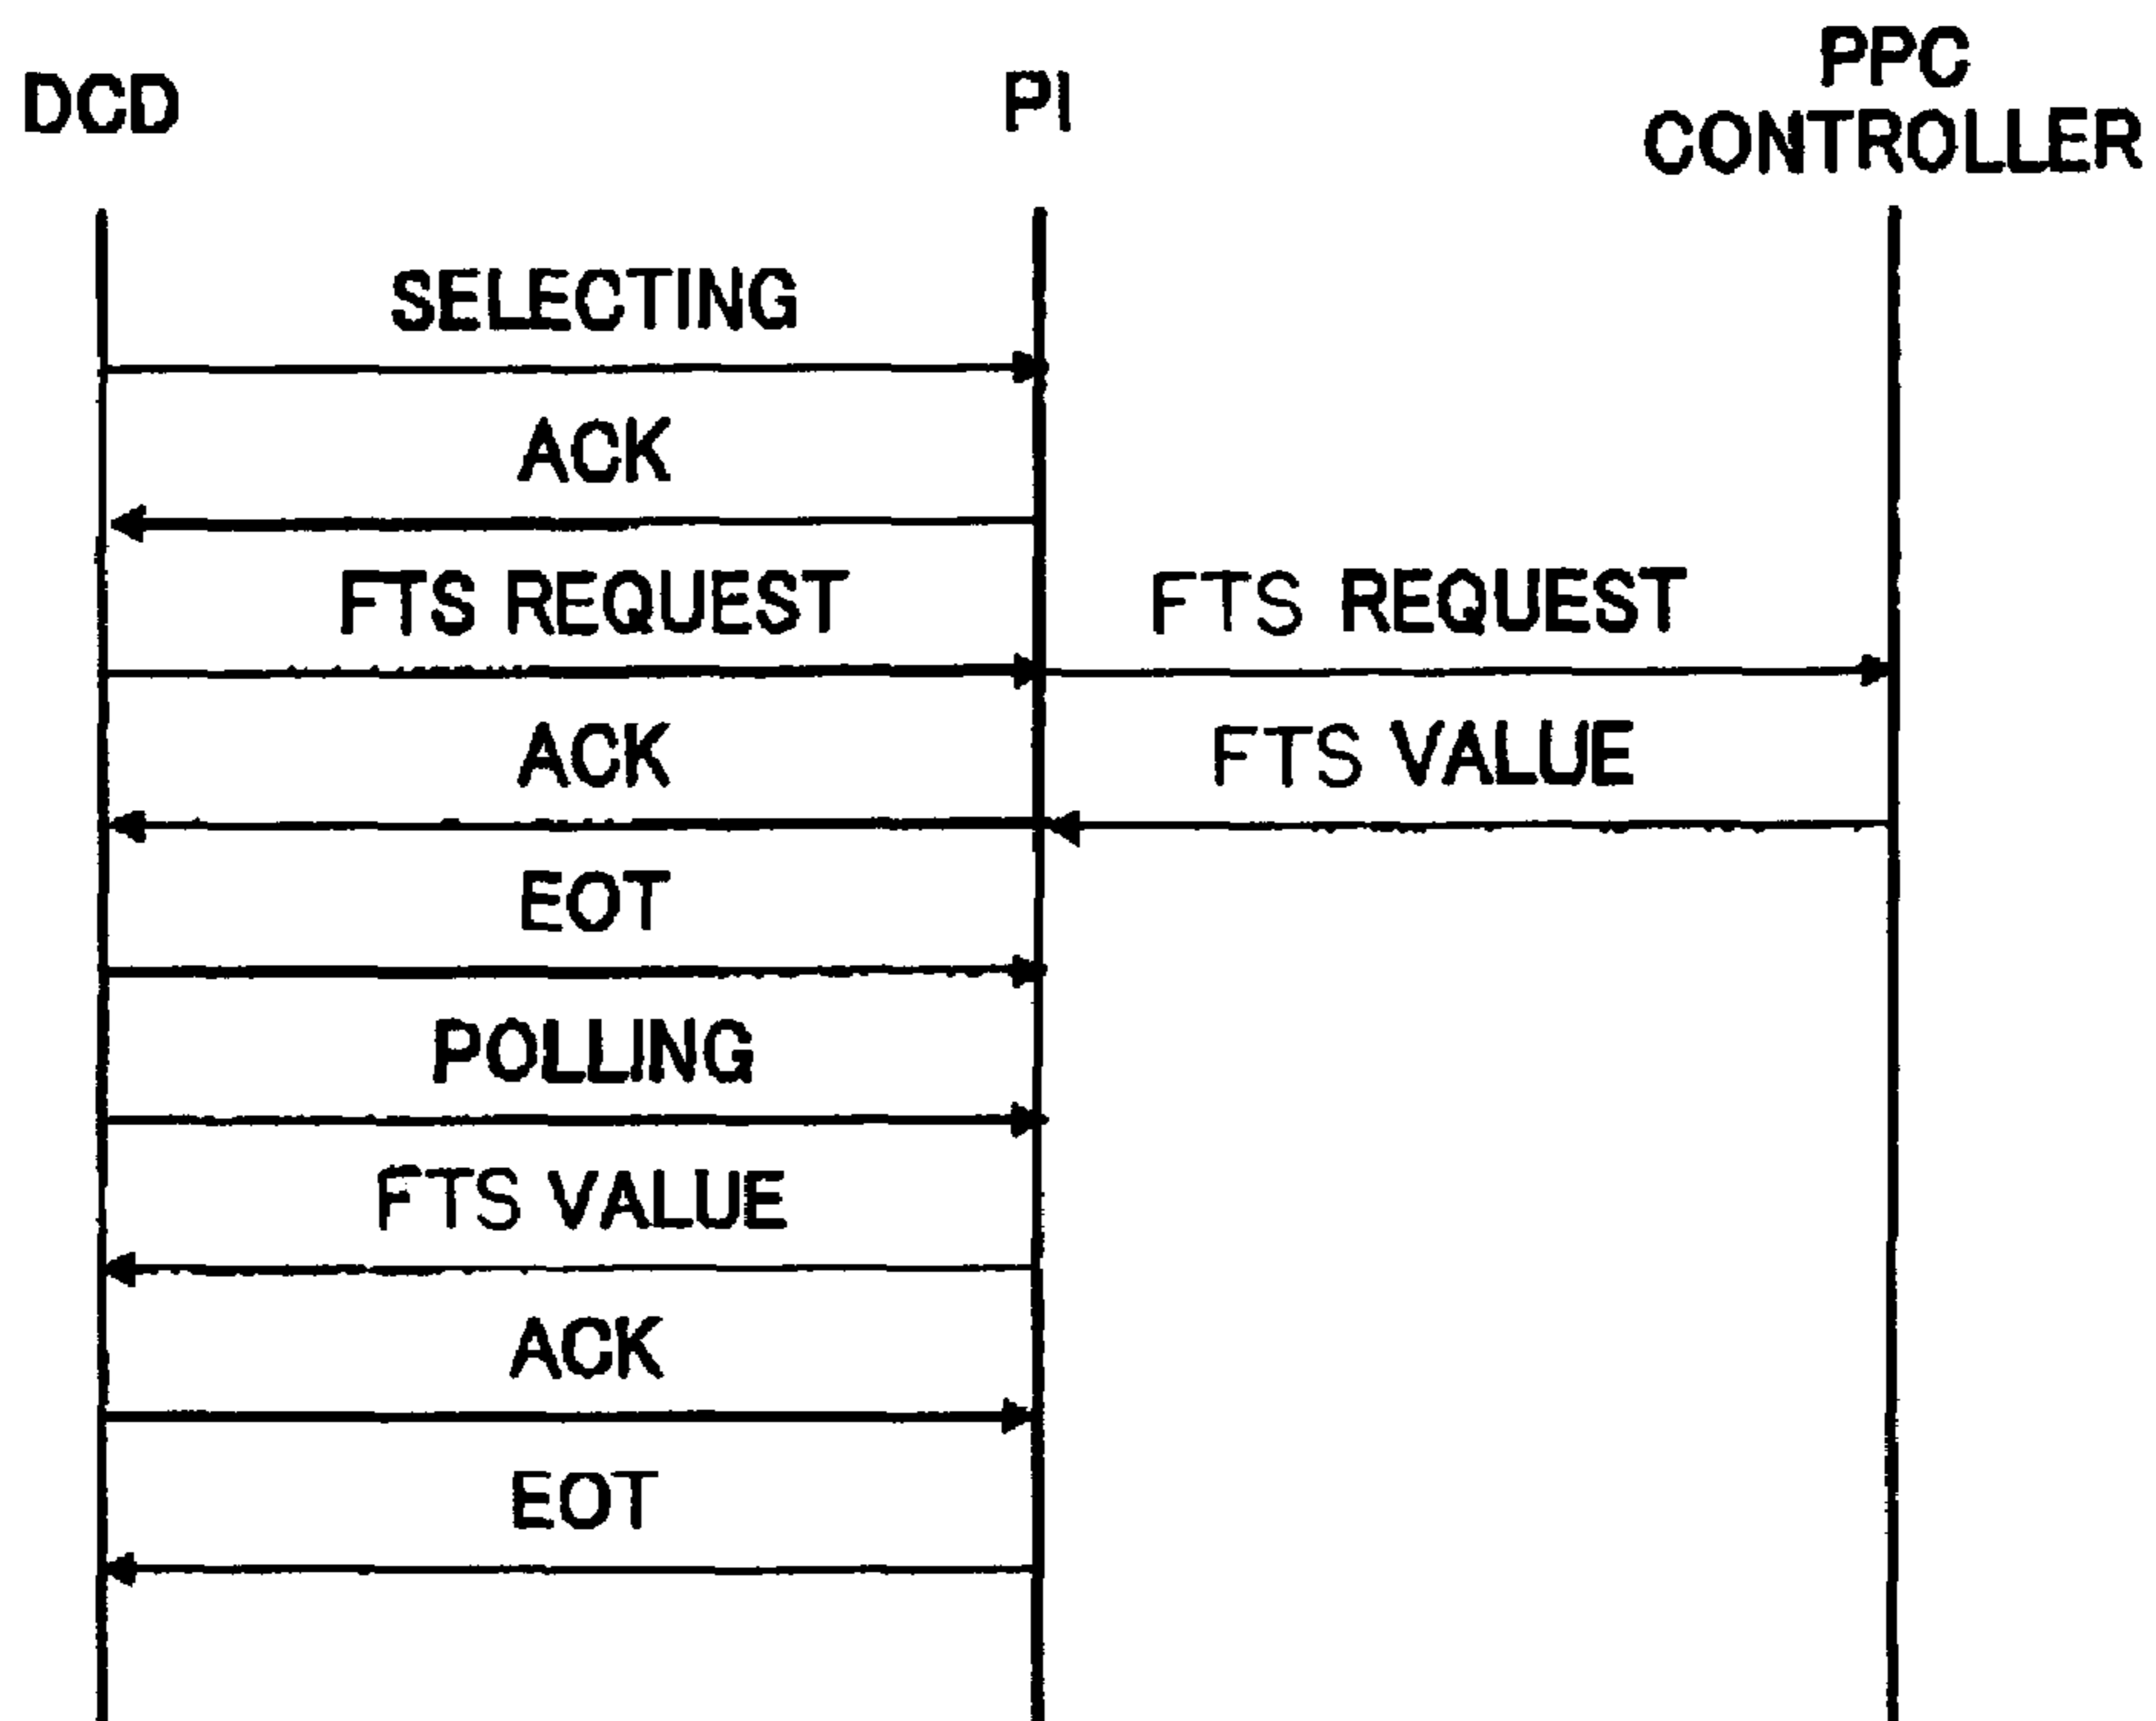 DCD
PI
PPC
CONTROLLER
SELECTING
ACK
FTS REQUEST
FTS REQUEST
ACK
FTS VALUE
EOT
POLLING
FTS VALUE
ACK
EOT